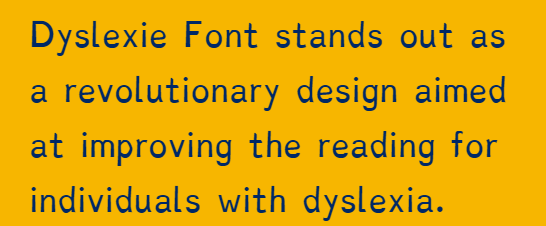 Dyslexie Font stands out as
a revolutionary design aimed
at improving the reading for
individuals with dyslexia.